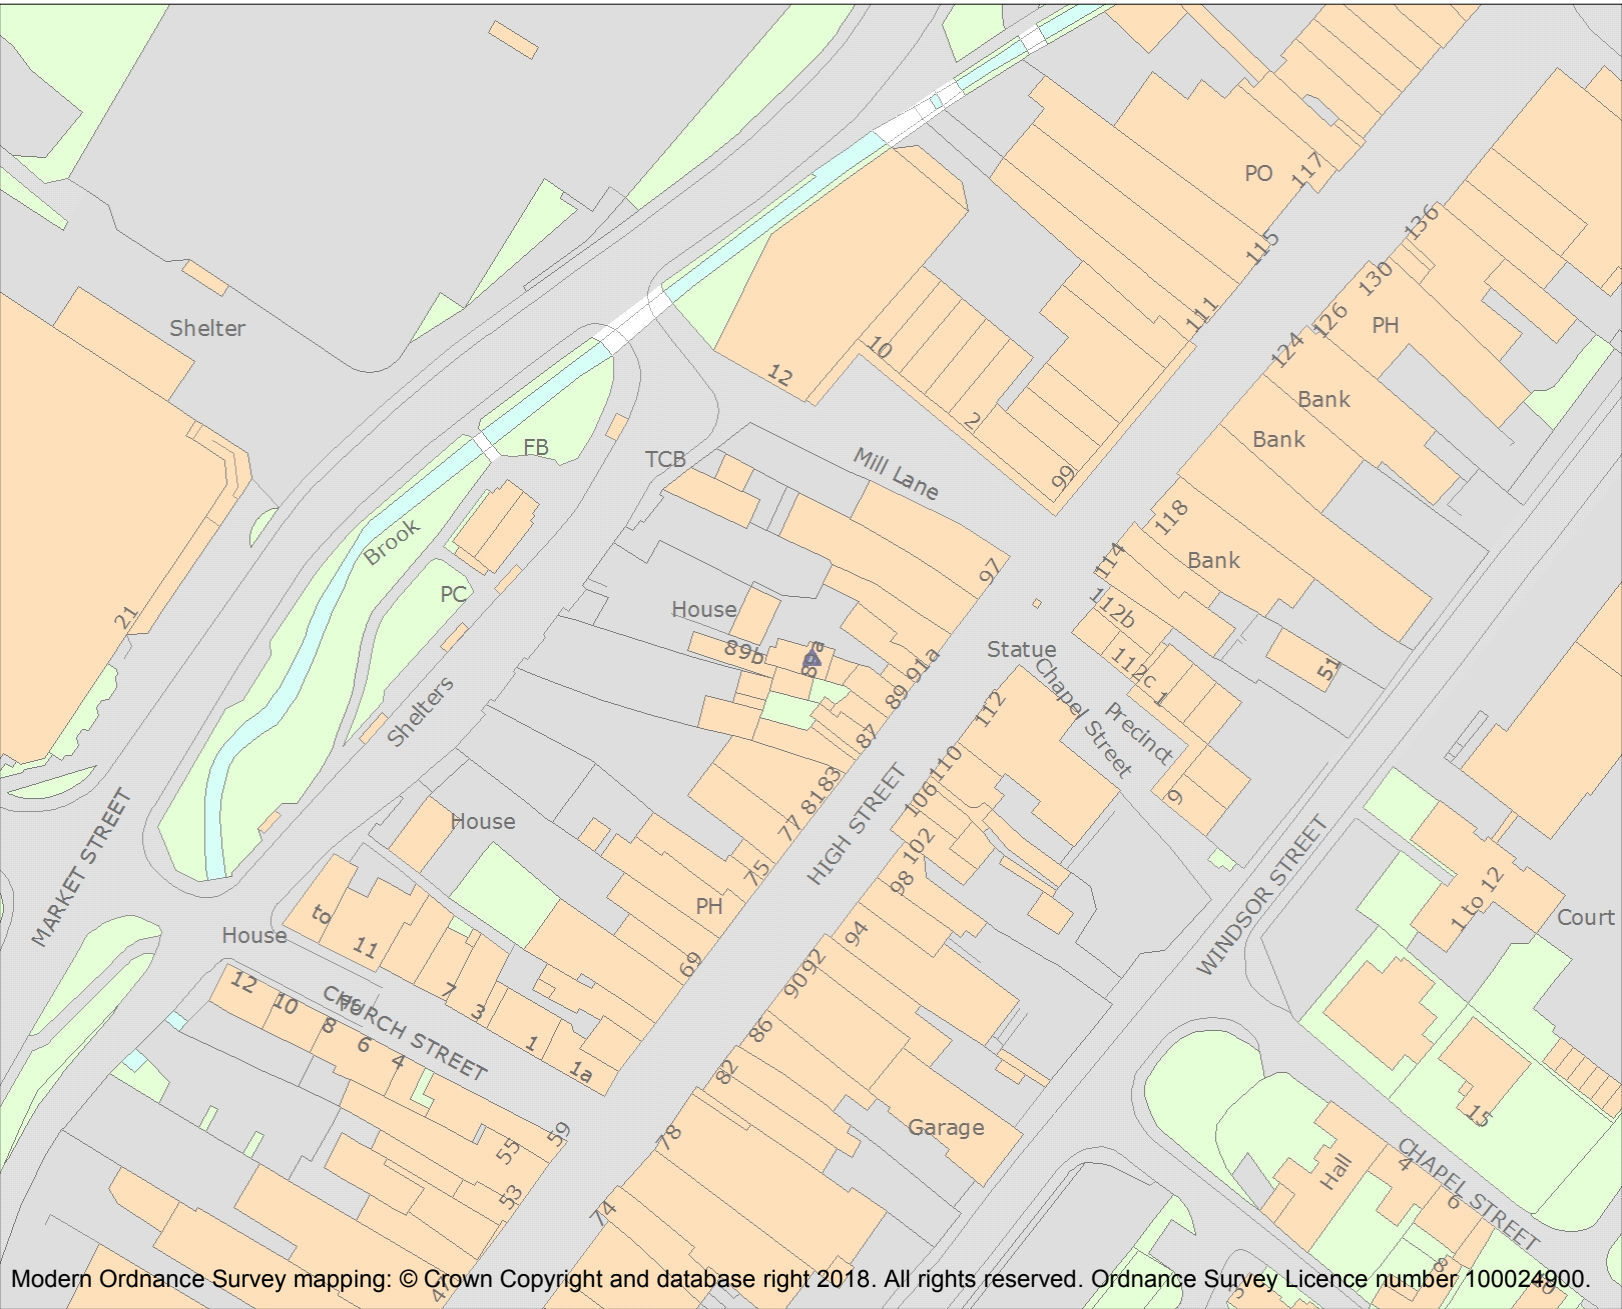 PO
117
136
115
130
Shelter
111
126
PH
124
10
12
Bank
2
Bank
FB
TCB
Mill Lane
99
118
Brook
114
Bank
97
PC
House
112b
21
Statue
89b
91a
112c
1
51
89
Shelters
112
Chapel Street
Precinct
87
110
83
81
106
9
MARKET STREET
House
77
HIGH STREET
102
WINDSOR STREET
75
98
1 to 12
PH
to
Court
House
11
94
69
92
12
90
10
7
3
CHURCH STREET
8
86
6
1
4
1a
82
15
Garage
59
78
55
CHAPEL STREET
Hall
4
53
6
74
8
Modern Ordnance Survey mapping: © Crown Copyright and database right 2018. All rights reserved. Ordnance Survey Licence number 100024900.